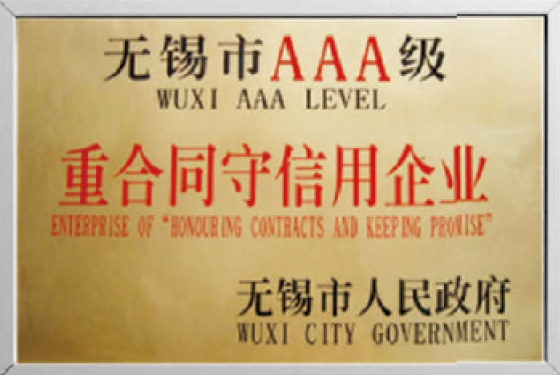 无锡市AAA级
WUXI AAA LEVEL
重合同守信用企业
ENTERPRISE OF "HONOURING CONTRACTS AND KEEPING PROMISE"
无锡市人民政府
WUXI CITY GOVERNMENT